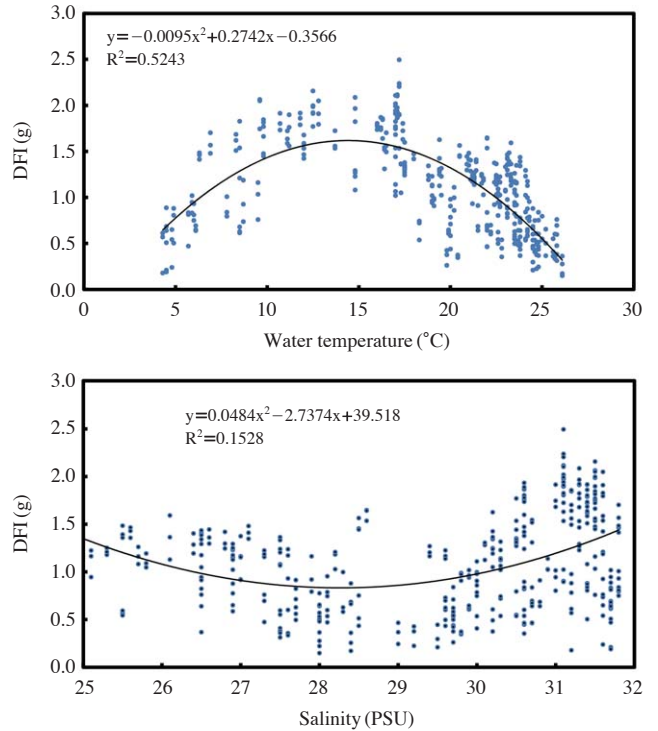 y=−0.0095x²+0.2742x−0.3566
R²=0.5243
DFI (g)
3.0
2.5
2.0
1.5
1.0
0.5
0.0
0 5 10 15 20 25 30
Water temperature (°C)
y=0.0484x²−2.7374x+39.518
R²=0.1528
DFI (g)
3.0
2.5
2.0
1.5
1.0
0.5
0.0
25 26 27 28 29 30 31 32
Salinity (PSU)